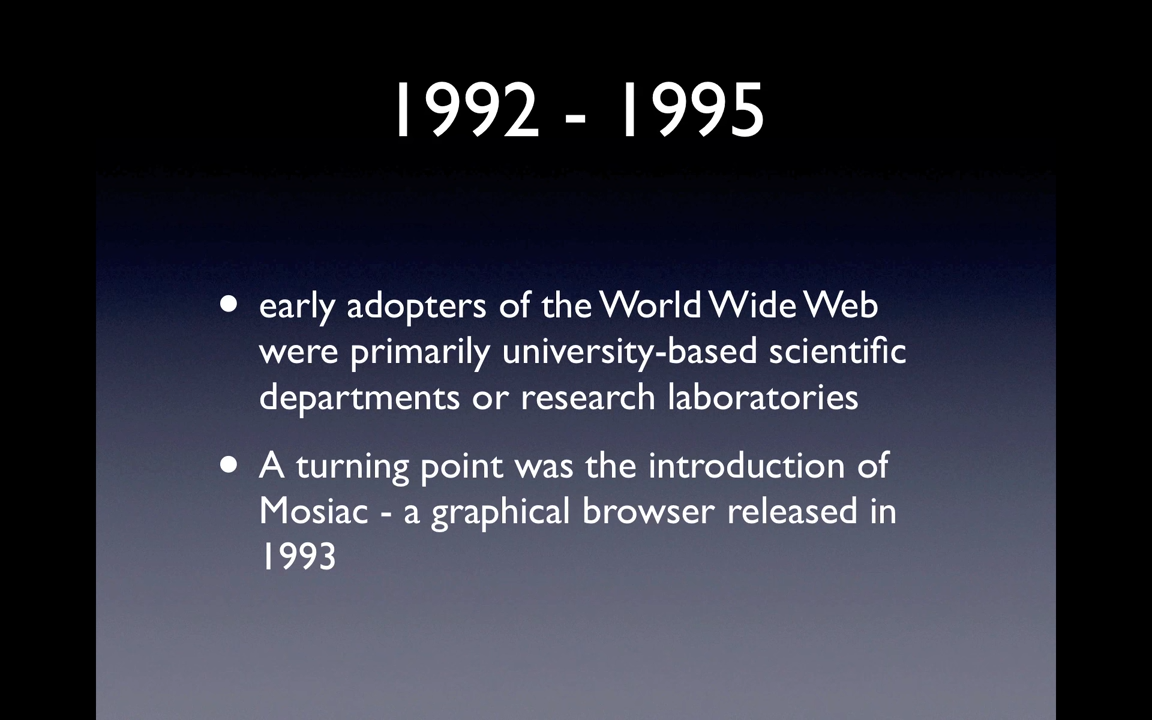 1992 - 1995
• early adopters of the World Wide Web
were primarily university-based scientific
departments or research laboratories
• A turning point was the introduction of
Mosiac - a graphical browser released in
1993